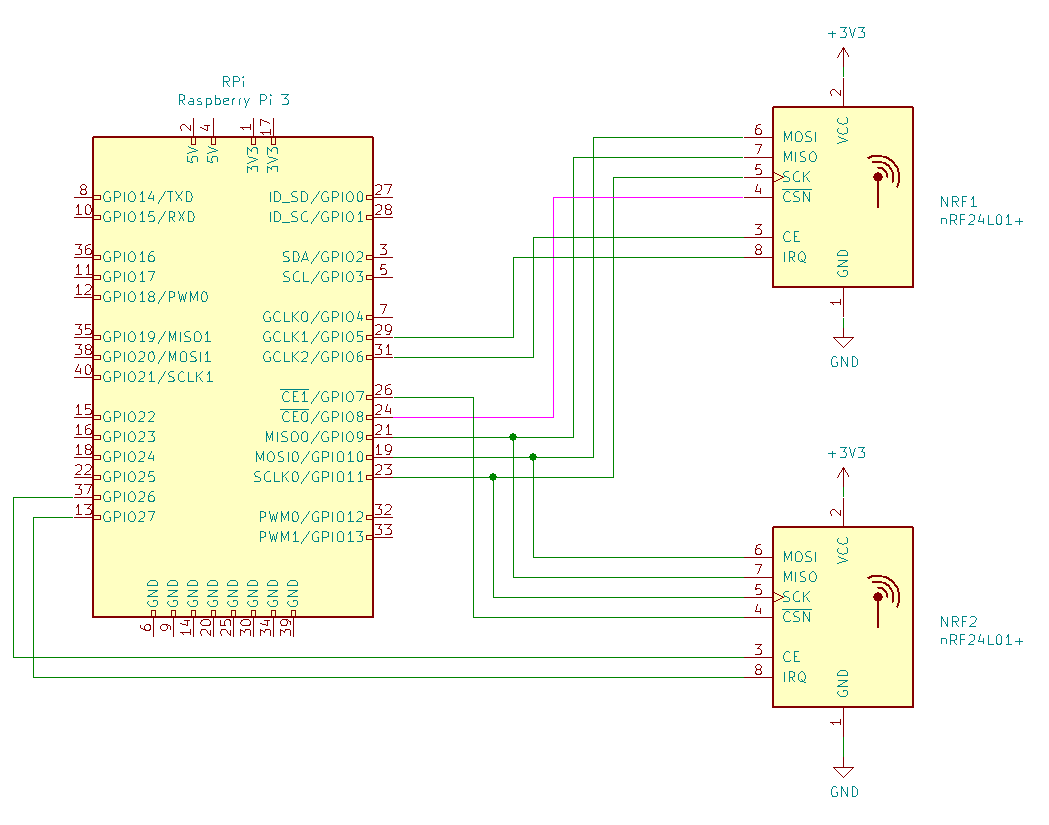 RPi
Raspberry Pi 3
2
4
1
17
5V
5V
3V3
3V3
8 GPIO14/TXD
10 GPIO15/RXD
36 GPIO16
11 GPIO17
12 GPIO18/PWM0
35 GPIO19/MISO1
38 GPIO20/MOSI1
40 GPIO21/SCLK1
15 GPIO22
16 GPIO23
18 GPIO24
22 GPIO25
37 GPIO26
13 GPIO27
ID_SD/GPIO0 27
ID_SC/GPIO1 28
SDA/GPIO2 3
SCL/GPIO3 5
GCLK0/GPIO4 7
GCLK1/GPIO5 29
GCLK2/GPIO6 31
CE1/GPIO7 26
CE0/GPIO8 24
MISO0/GPIO9 21
MOSI0/GPIO10 19
SCLK0/GPIO11 23
PWM0/GPIO12 32
PWM1/GPIO13 33
GND
GND
GND
GND
GND
GND
GND
GND
6
9
14
20
25
30
34
39
+3V3
2
VCC
6 MOSI
7 MISO
5 SCK
4 CSN
3 CE
8 IRQ
GND
1
GND
NRF1
nRF24L01+
+3V3
2
VCC
6 MOSI
7 MISO
5 SCK
4 CSN
3 CE
8 IRQ
GND
1
GND
NRF2
nRF24L01+